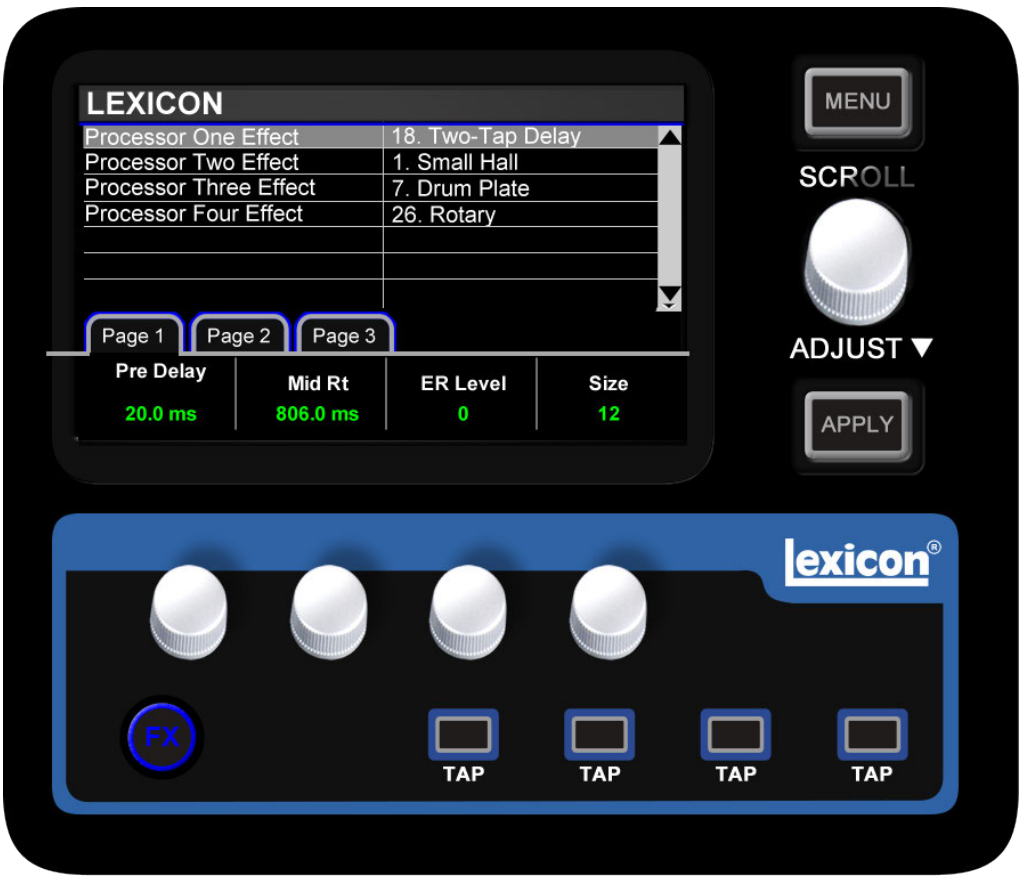 LEXICON
Processor One Effect 18. Two-Tap Delay
Processor Two Effect 1. Small Hall
Processor Three Effect 7. Drum Plate
Processor Four Effect 26. Rotary
Page 1 Page 2 Page 3
Pre Delay Mid Rt ER Level Size
20.0 ms 806.0 ms 0 12
MENU
SCROLL
ADJUST ▼
APPLY
lexicon®
FX
TAP TAP TAP TAP